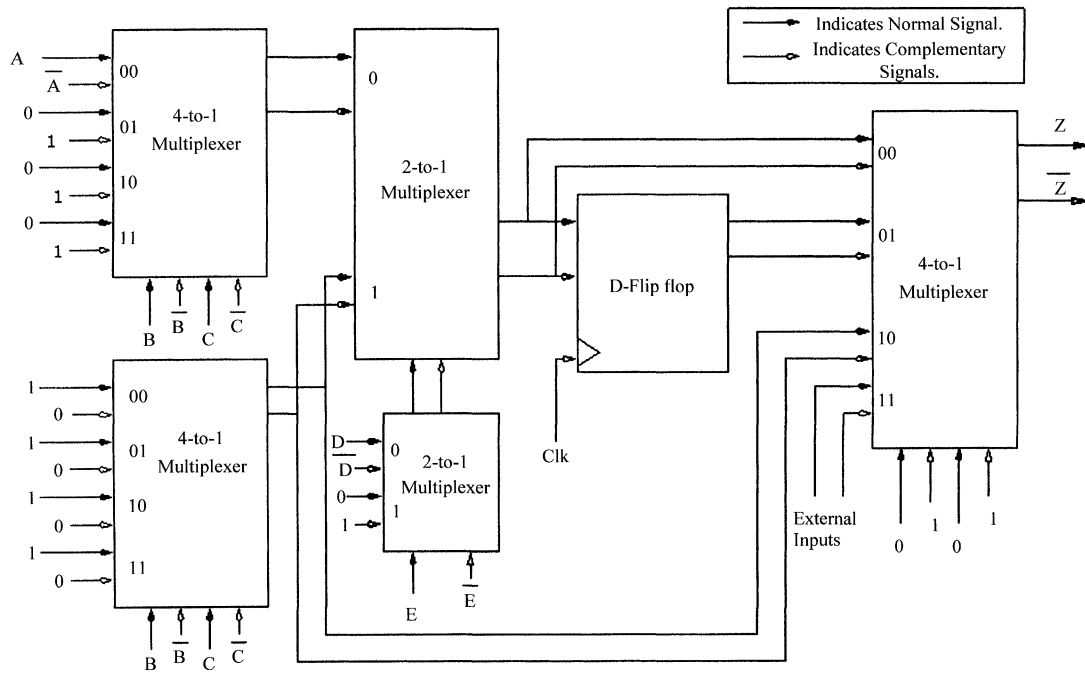 Indicates Normal Signal.
Indicates Complementary
Signals.
A
A̅
0
1
0
1
0
1
00
01
10
11
4-to-1
Multiplexer
B
B̅
C
C̅
0
1
2-to-1
Multiplexer
1
0
1
0
1
0
1
0
00
01
10
11
4-to-1
Multiplexer
B
B̅
C
C̅
D
D̅
0
1
0
1
2-to-1
Multiplexer
E
E̅
D-Flip flop
Clk
00
01
10
11
4-to-1
Multiplexer
Z
Z̅
External
Inputs
0
1
0
1